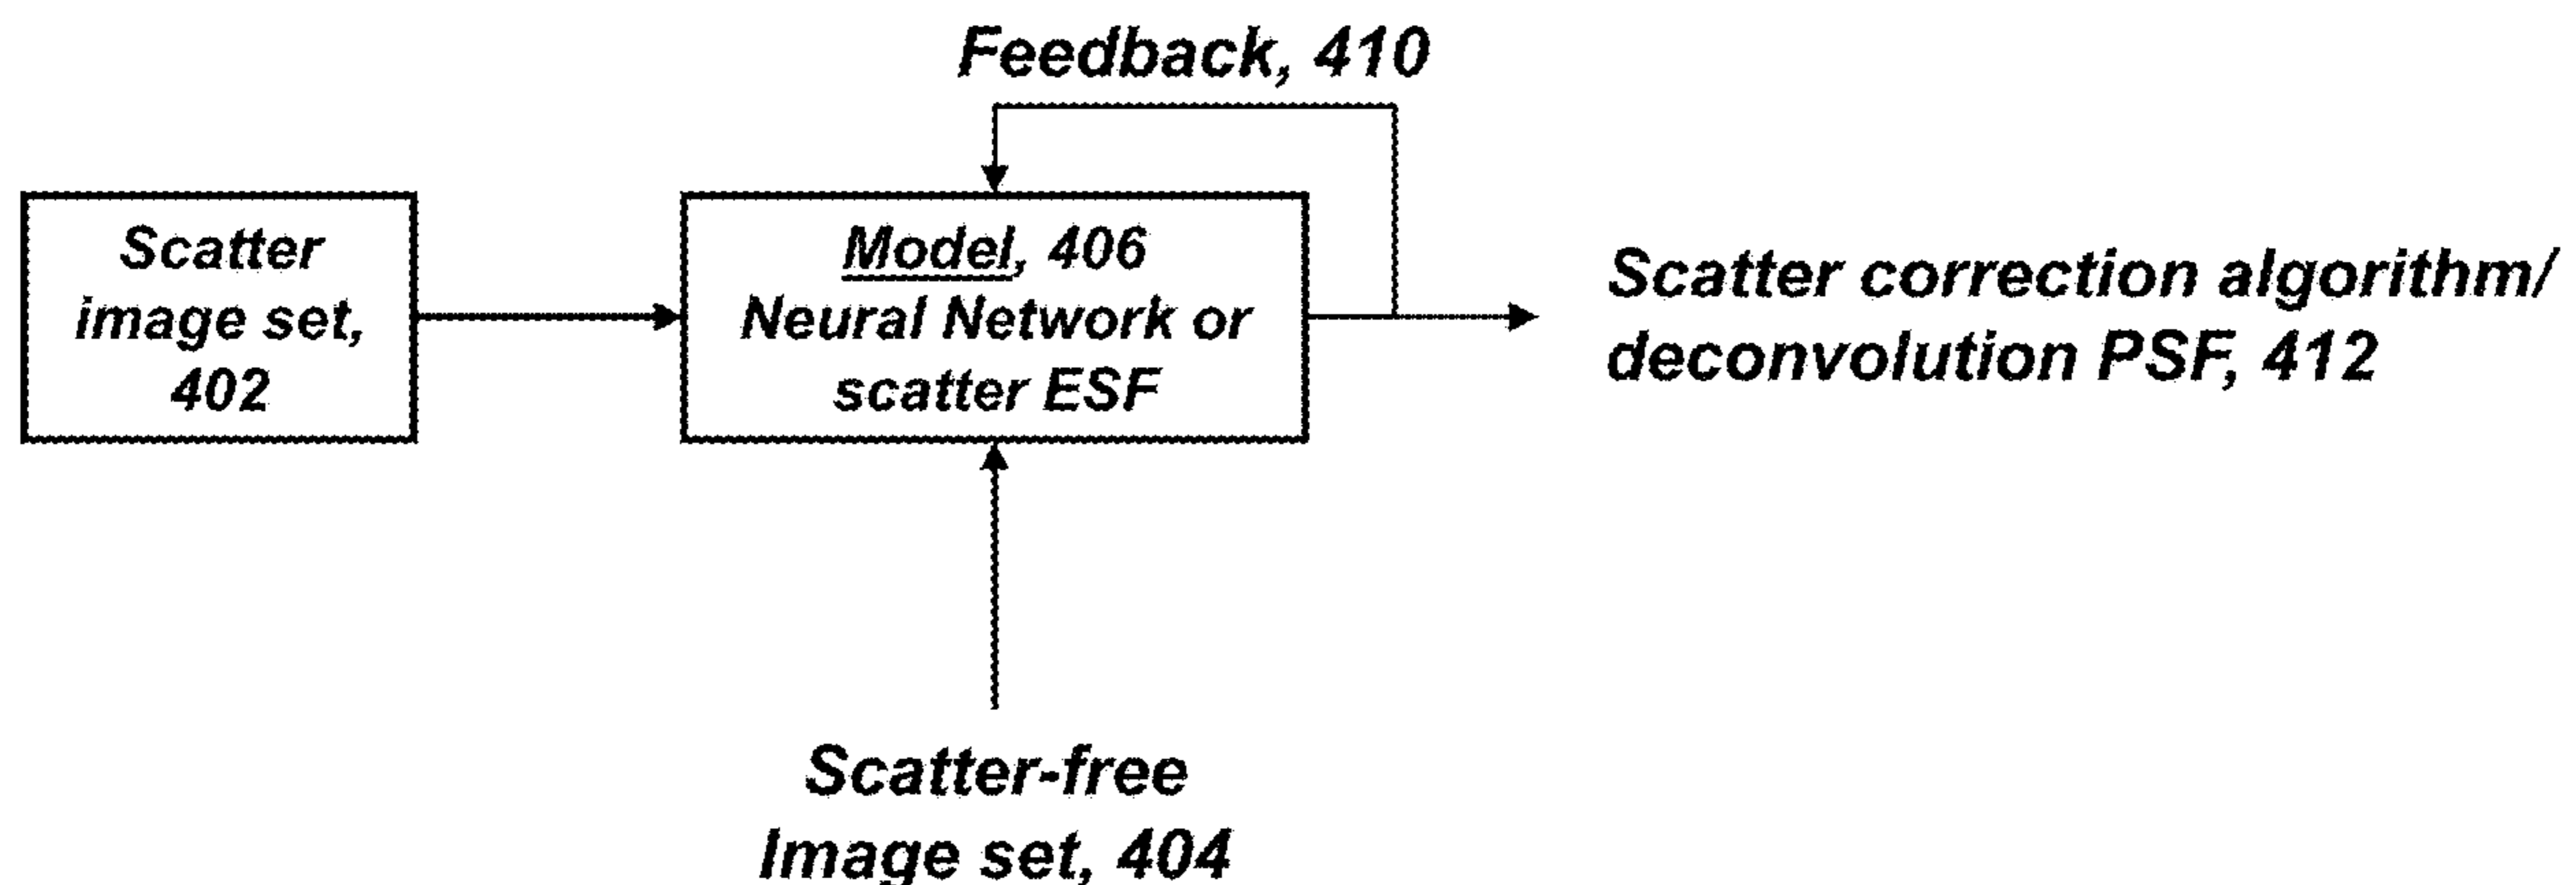 Feedback, 410
Scatter
image set,
402
Model, 406
Neural Network or
scatter ESF
Scatter correction algorithm/
deconvolution PSF, 412
Scatter-free
Image set, 404